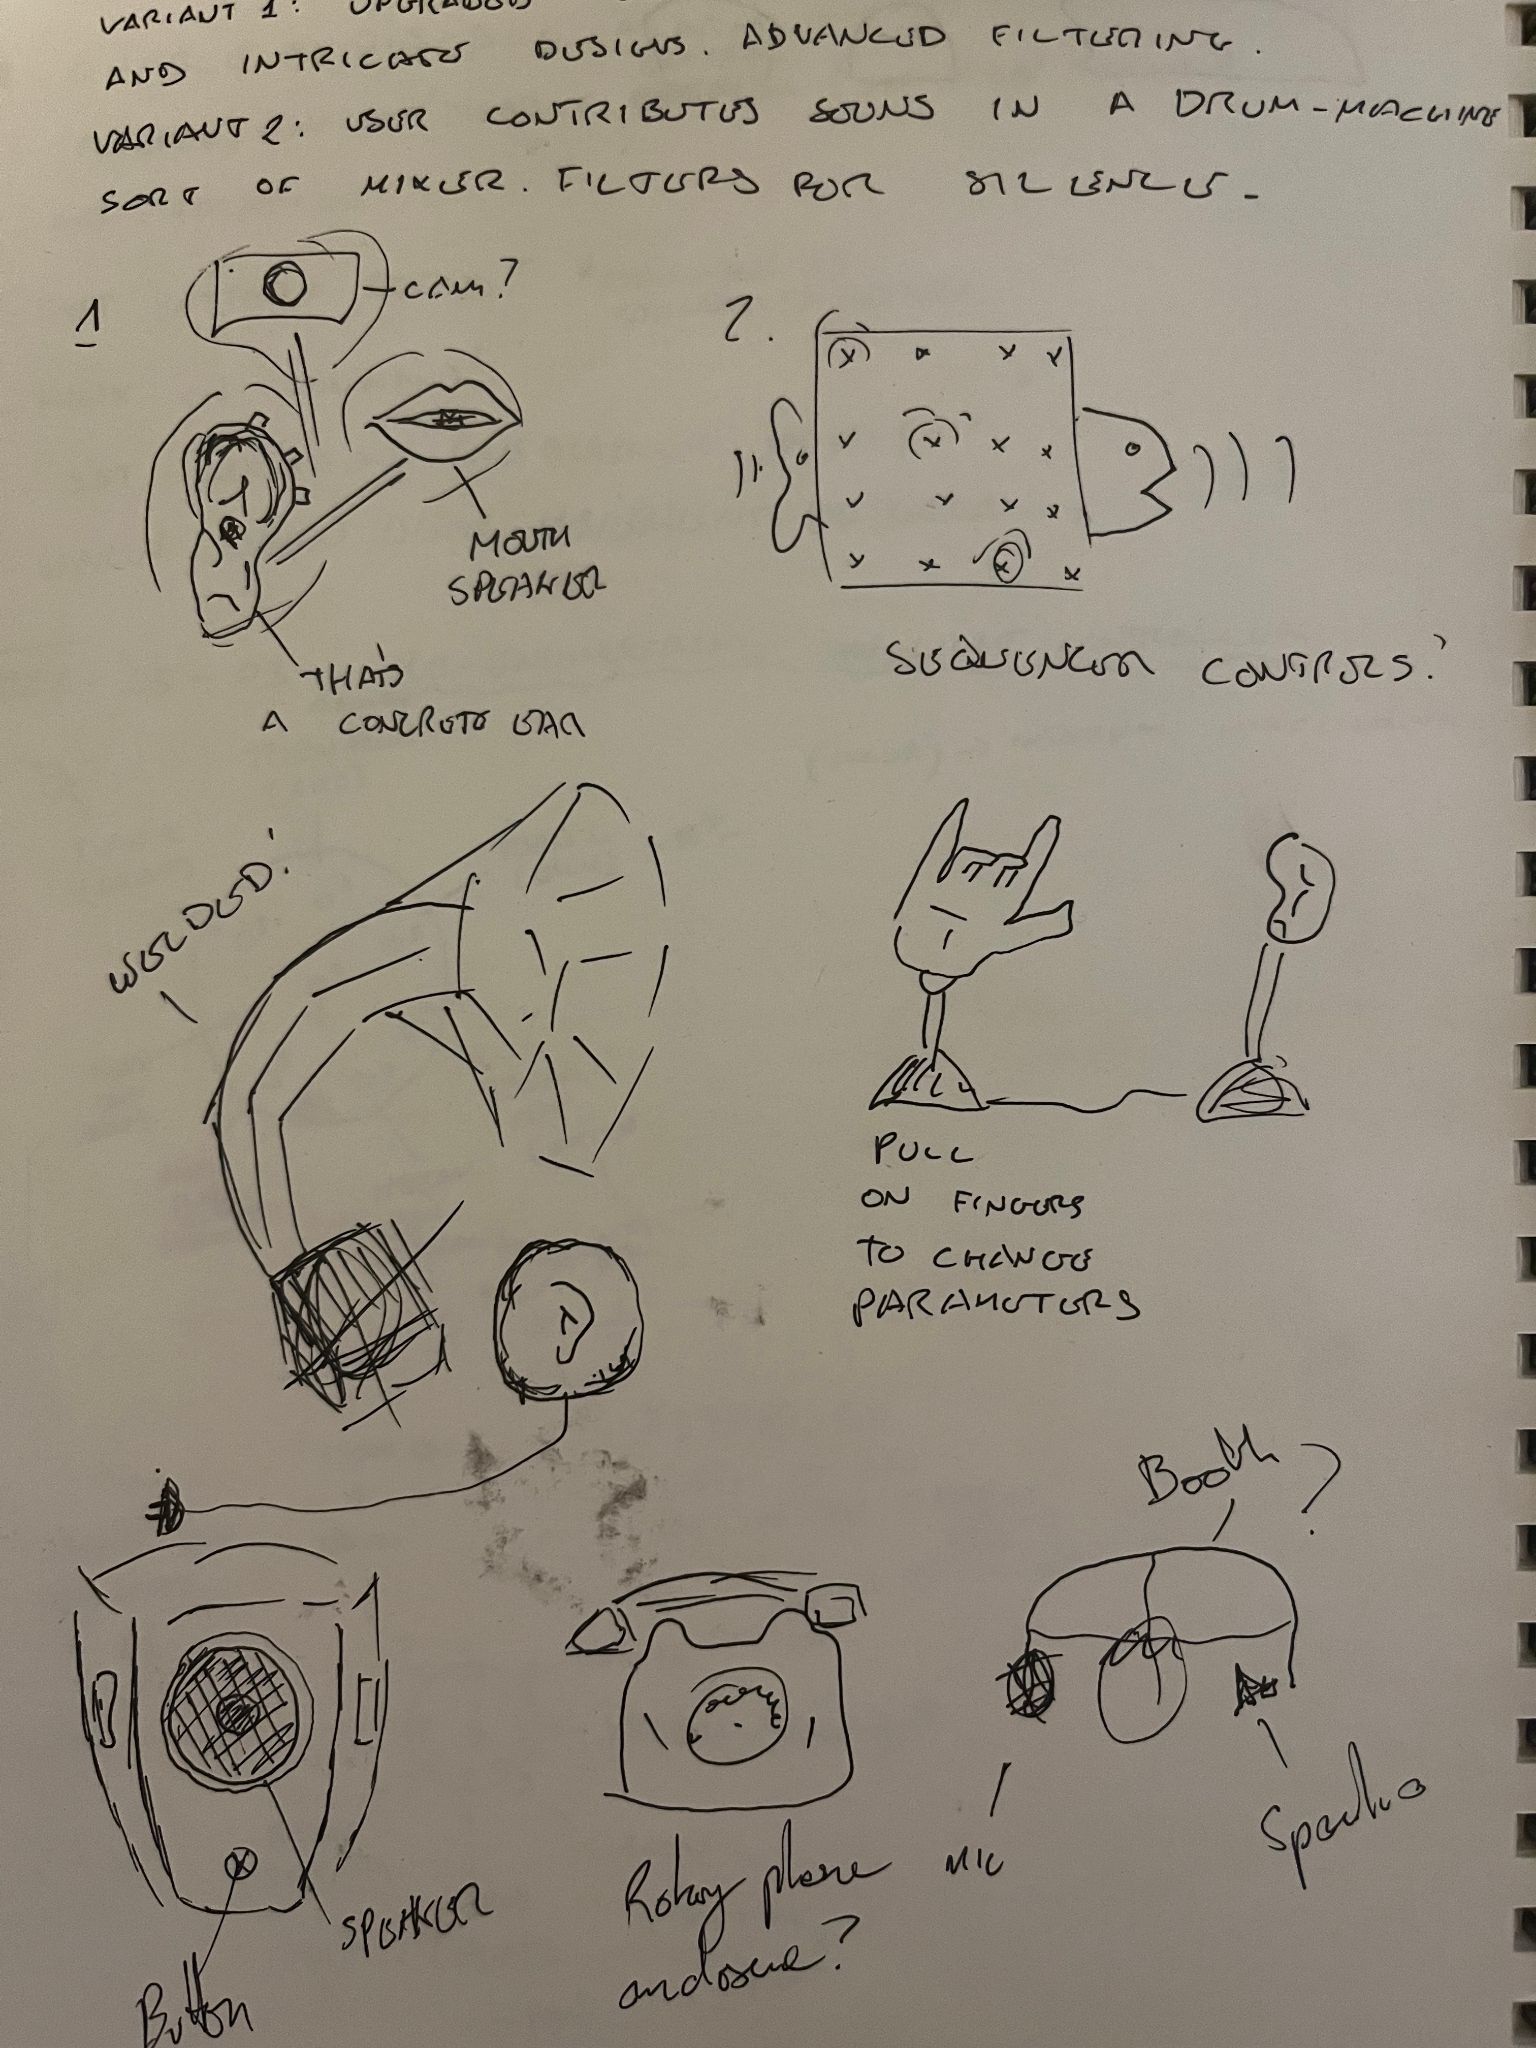 VARIANT 1: UPGRADED
AND INTRICATE DESIGNS. ADVANCED FILTERING.
VARIANT 2: USER CONTRIBUTES SOUNS IN A DRUM-MACHINE
SORT OF MIXER. FILTERS FOR SILENCE-
CAM?
1
2.
MOUTH
SPEAKER
THAT'S
A CONCRETE EAR
SEQUENCER CONTROLS?
WELDED!
PULL
ON FINGERS
TO CHANGE
PARAMETERS
Booth?
MIC
Rotary phone
enclosure?
SPEAKER
Button